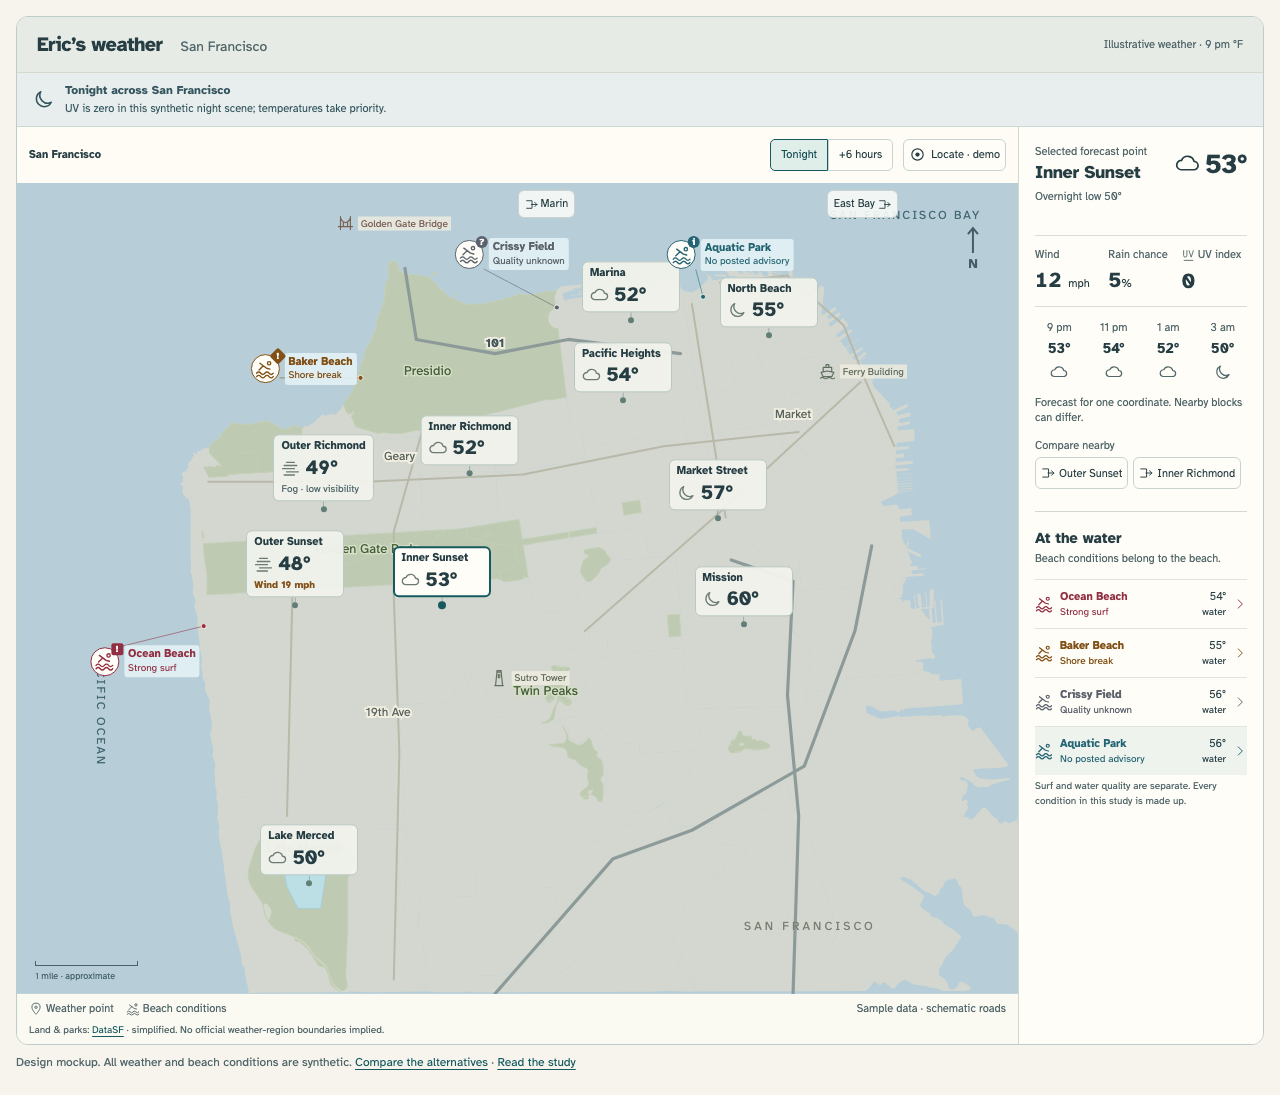 Eric's weather
San Francisco
Illustrative weather · 9 pm °F
Tonight across San Francisco
UV is zero in this synthetic night scene; temperatures take priority.
San Francisco
Tonight
+6 hours
Locate · demo
Marin
East Bay
SAN FRANCISCO BAY
N
Golden Gate Bridge
?
Crissy Field
Quality unknown
i
Aquatic Park
No posted advisory
Marina
52°
North Beach
55°
101
Pacific Heights
54°
!
Baker Beach
Shore break
Presidio
Ferry Building
Market
Inner Richmond
52°
Geary
Outer Richmond
49°
Fog · low visibility
Market Street
57°
Outer Sunset
48°
Wind 19 mph
en Gate
Inner Sunset
53°
Mission
60°
!
Ocean Beach
Strong surf
IFIC OCEAN
Sutro Tower
Twin Peaks
19th Ave
Lake Merced
50°
SAN FRANCISCO
1 mile · approximate
Weather point
Beach conditions
Sample data · schematic roads
Land & parks: DataSF · simplified. No official weather-region boundaries implied.
Selected forecast point
Inner Sunset
53°
Overnight low 50°
Wind
12 mph
Rain chance
5%
UV UV index
0
9 pm 11 pm 1 am 3 am
53° 54° 52° 50°
Forecast for one coordinate. Nearby blocks
can differ.
Compare nearby
Outer Sunset
Inner Richmond
At the water
Beach conditions belong to the beach.
Ocean Beach
Strong surf
54°
water
Baker Beach
Shore break
55°
water
Crissy Field
Quality unknown
56°
water
Aquatic Park
No posted advisory
56°
water
Surf and water quality are separate. Every
condition in this study is made up.
Design mockup. All weather and beach conditions are synthetic. Compare the alternatives · Read the study